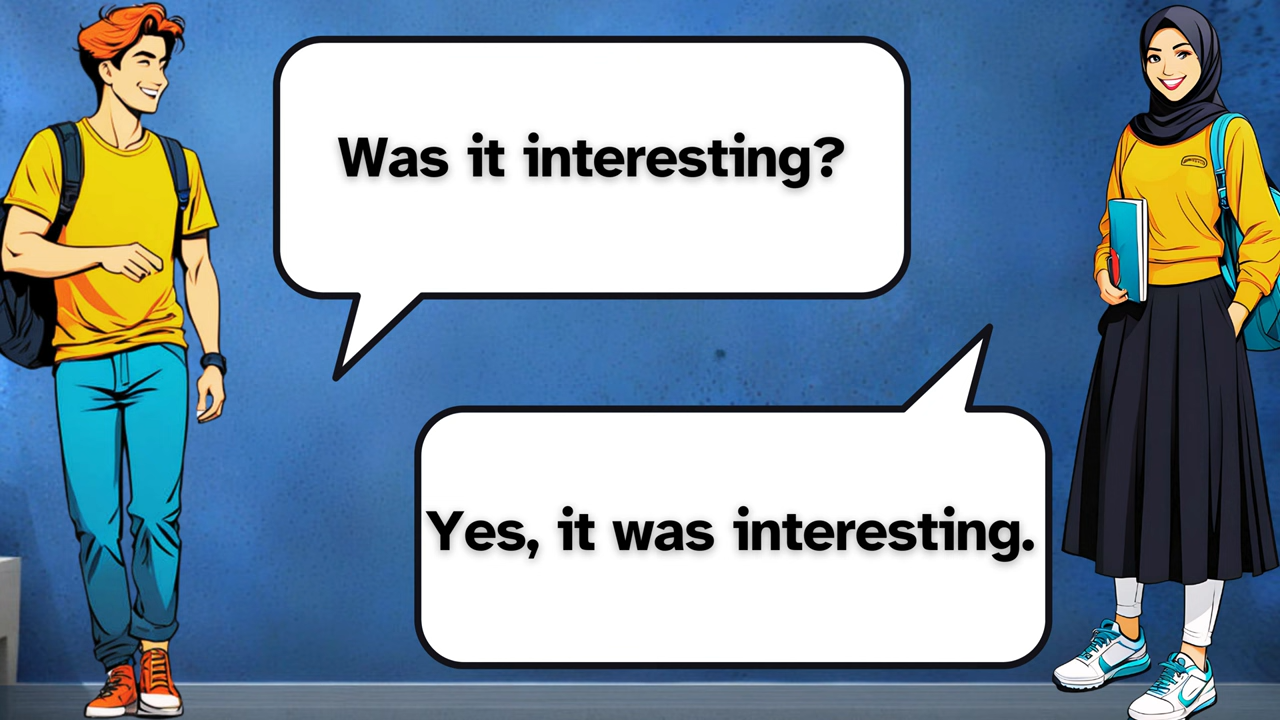 Was it interesting?
Yes, it was interesting.